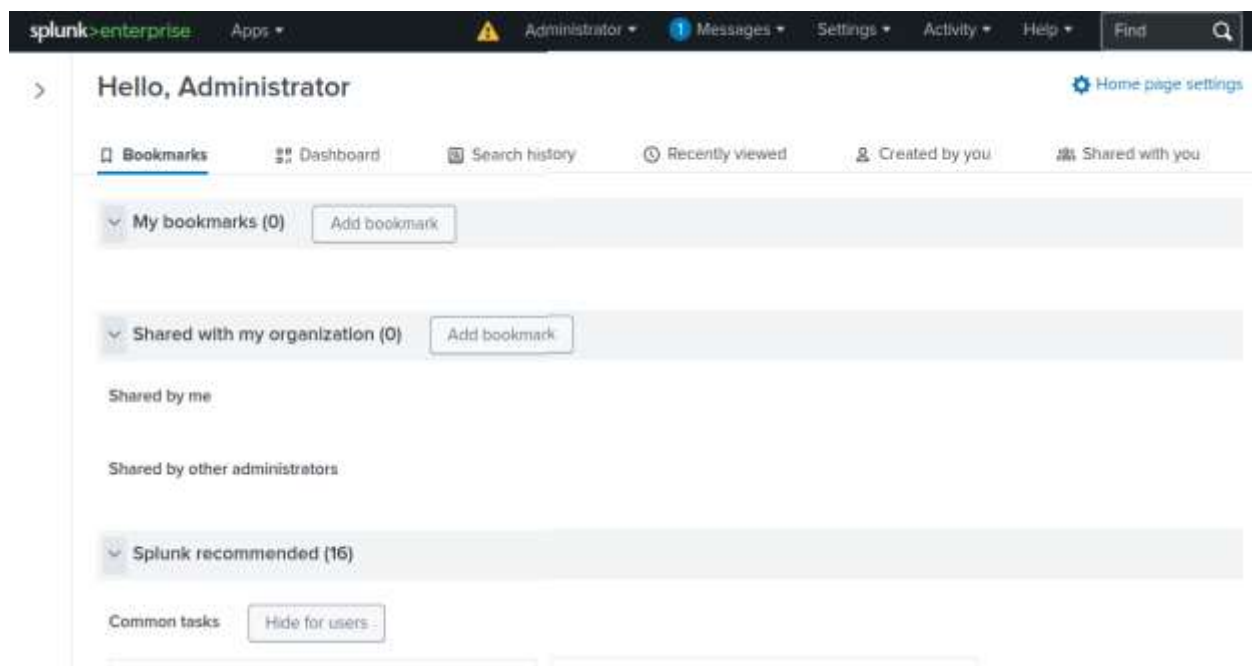 splunk>enterprise Apps Administrator 1 Messages Settings Activity Help Find
Hello, Administrator
Home page settings
Bookmarks Dashboard Search history Recently viewed Created by you Shared with you
My bookmarks (0) Add bookmark
Shared with my organization (0) Add bookmark
Shared by me
Shared by other administrators
Splunk recommended (16)
Common tasks Hide for users